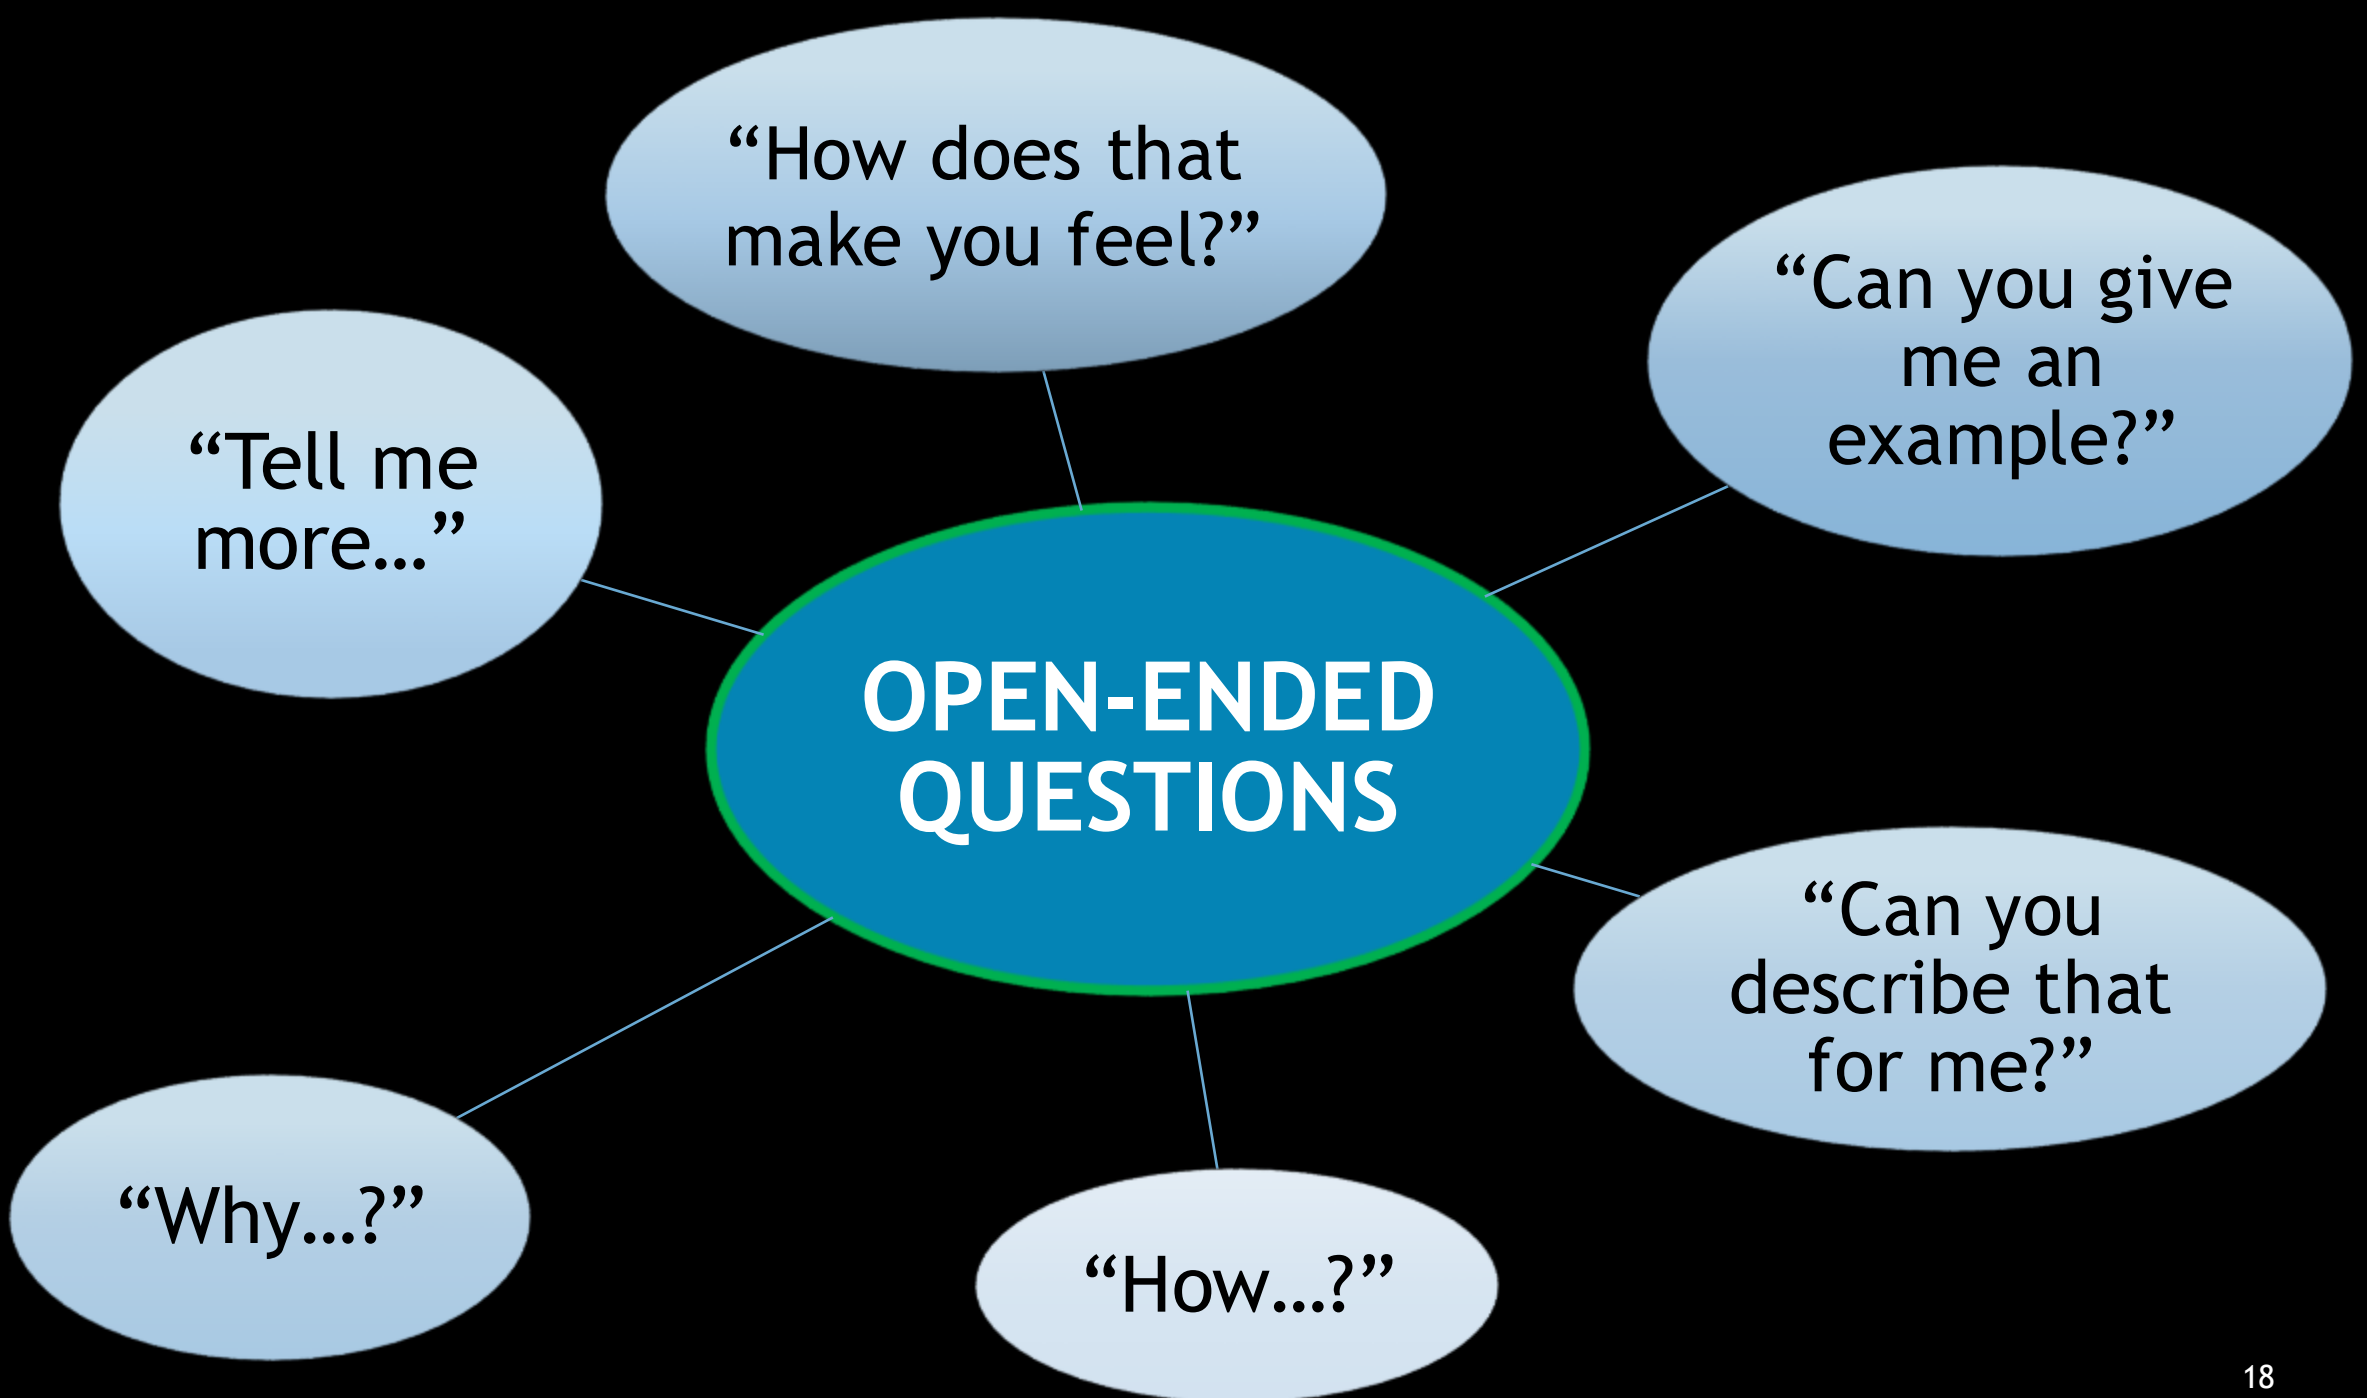 “How does that
make you feel?”
“Can you give
me an
example?”
“Tell me
more…”
OPEN-ENDED
QUESTIONS
“Can you
describe that
for me?”
“Why…?”
“How…?”
18